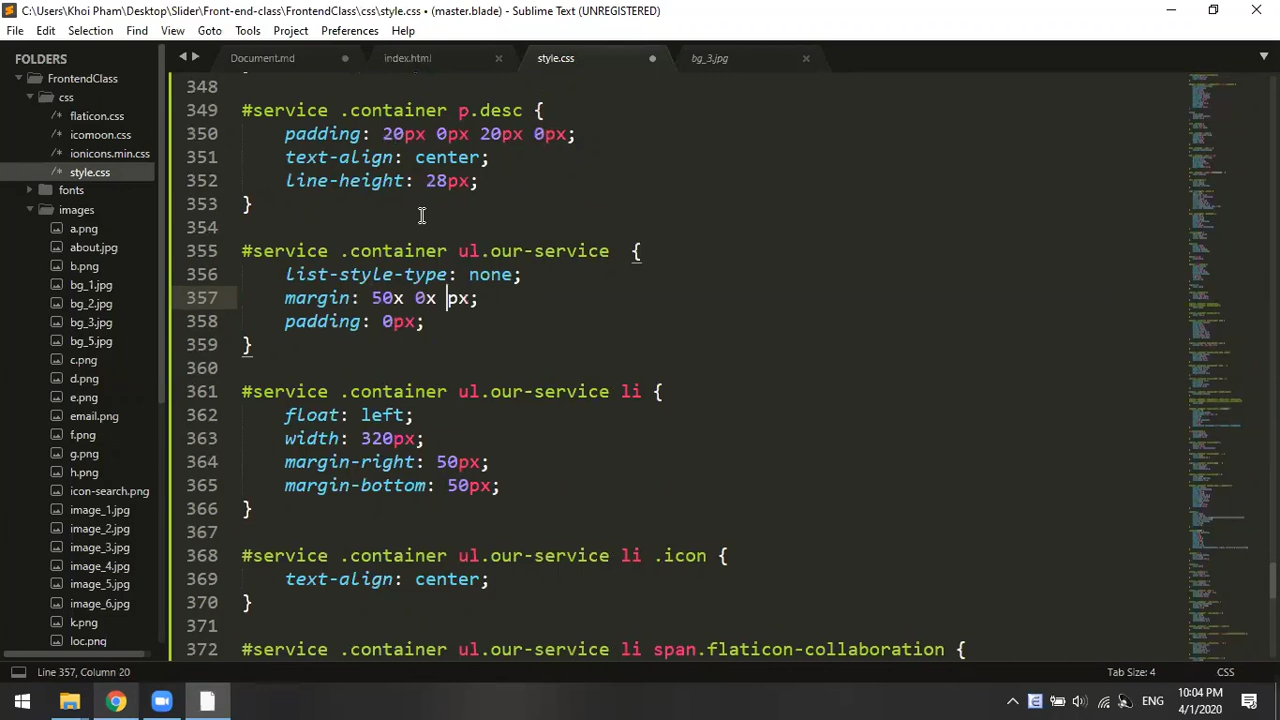 C:\Users\Khoi Pham\Desktop\Slider\Front-end-class\FrontendClass\css\style.css • (master.blade) - Sublime Text (UNREGISTERED)
File Edit Selection Find View Goto Tools Project Preferences Help
FOLDERS
FrontendClass
css
/* flaticon.css
/* icomoon.css
/* ionicons.min.css
/* style.css
fonts
images
a.png
about.jpg
b.png
bg_1.jpg
bg_2.jpg
bg_3.jpg
bg_5.jpg
c.png
d.png
e.png
email.png
f.png
g.png
h.png
icon-search.png
image_1.jpg
image_2.jpg
image_3.jpg
image_4.jpg
image_5.jpg
image_6.jpg
k.png
loc.png
Document.md index.html style.css bg_3.jpg
348
349 #service .container p.desc {
350 padding: 20px 0px 20px 0px;
351 text-align: center;
352 line-height: 28px;
353 }
354
355 #service .container ul.our-service  {
356 list-style-type: none;
357 margin: 50x 0x px;
358 padding: 0px;
359 }
360
361 #service .container ul.our-service li {
362 float: left;
363 width: 320px;
364 margin-right: 50px;
365 margin-bottom: 50px;
366 }
367
368 #service .container ul.our-service li .icon {
369 text-align: center;
370 }
371
372 #service .container ul.our-service li span.flaticon-collaboration {
Line 357, Column 20 Tab Size: 4 CSS
ENG
10:04 PM
4/1/2020